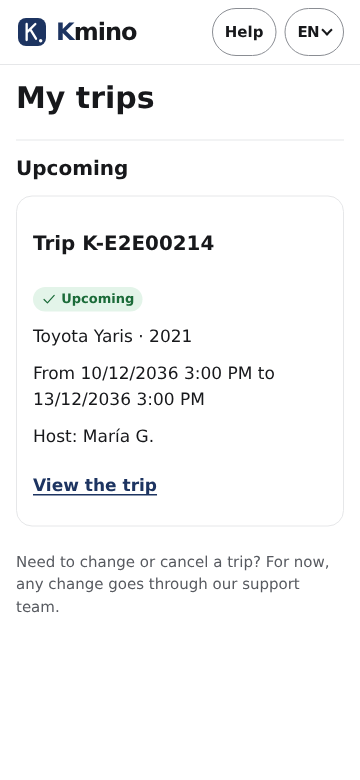 K. Kmino
Help
EN
My trips
Upcoming
Trip K-E2E00214
Upcoming
Toyota Yaris · 2021
From 10/12/2036 3:00 PM to
13/12/2036 3:00 PM
Host: María G.
View the trip
Need to change or cancel a trip? For now,
any change goes through our support
team.